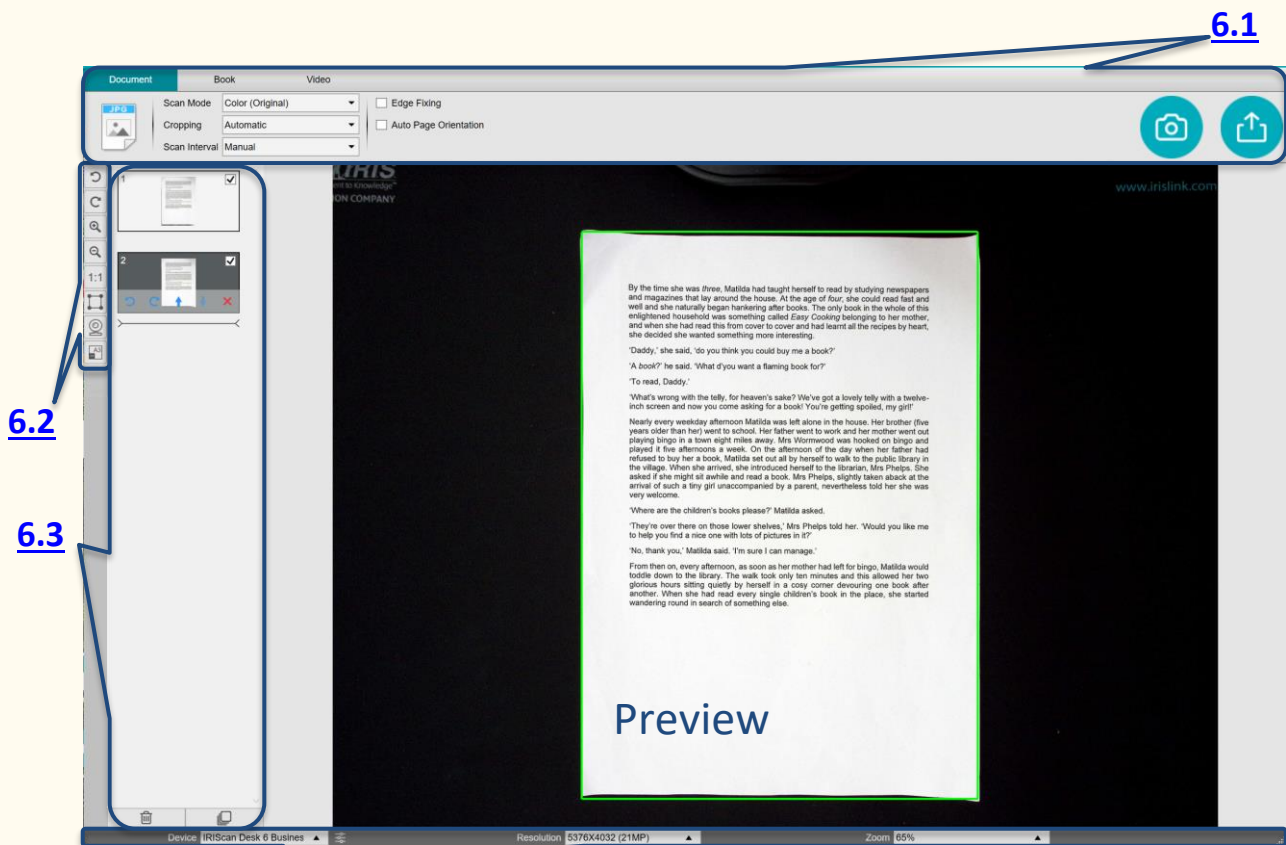 6.1
Document Book Video
JPG
Scan Mode Color (Original)
Edge Fixing
Cropping Automatic
Auto Page Orientation
Scan Interval Manual
IRIS
www.irislink.com
ION COMPANY
1
2
1:1
A3
By the time she was three, Matilda had taught herself to read by studying newspapers
and magazines that lay around the house. At the age of four, she could read fast and
well and she naturally began hankering after books. The only book in the whole of this
enlightened household was something called Easy Cooking belonging to her mother,
and when she had read this from cover to cover and had learnt all the recipes by heart,
she decided she wanted something more interesting.
'Daddy,' she said, 'do you think you could buy me a book?'
'A book?' he said. 'What d'you want a flaming book for?'
'To read, Daddy.'
'What's wrong with the telly, for heaven's sake? We've got a lovely telly with a twelve-
inch screen and now you come asking for a book! You're getting spoiled, my girl!'
Nearly every weekday afternoon Matilda was left alone in the house. Her brother (five
years older than her) went to school. Her father went to work and her mother went out
playing bingo in a town eight miles away. Mrs Wormwood was hooked on bingo and
played it five afternoons a week. On the afternoon of the day when her father had
refused to buy her a book, Matilda set out all by herself to walk to the public library in
the village. When she arrived, she introduced herself to the librarian, Mrs Phelps. She
asked if she might sit awhile and read a book. Mrs Phelps, slightly taken aback at the
arrival of such a tiny girl unaccompanied by a parent, nevertheless told her she was
very welcome.
'Where are the children's books please?' Matilda asked.
'They're over there on those lower shelves,' Mrs Phelps told her. 'Would you like me
to help you find a nice one with lots of pictures in it?'
'No, thank you,' Matilda said. 'I'm sure I can manage.'
From then on, every afternoon, as soon as her mother had left for bingo, Matilda would
toddle down to the library. The walk took only ten minutes and this allowed her two
glorious hours sitting quietly by herself in a cosy corner devouring one book after
another. When she had read every single children's book in the place, she started
wandering round in search of something else.
6.2
6.3
Preview
Device IRIScan Desk 6 Busines Resolution 5376X4032 (21MP) Zoom 65%